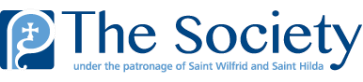 The Society
under the patronage of Saint Wilfrid and Saint Hilda